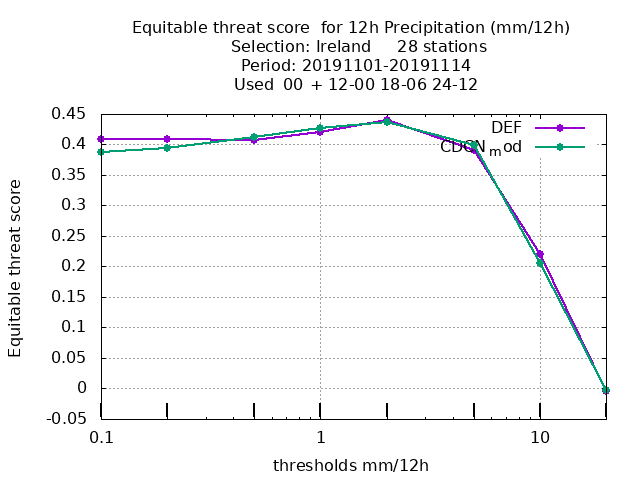 Equitable threat score  for 12h Precipitation (mm/12h)
Selection: Ireland     28 stations
Period: 20191101-20191114
Used  00  + 12-00 18-06 24-12
0.45
0.4
0.35
0.3
0.25
0.2
0.15
0.1
0.05
0
-0.05
Equitable threat score
DEF
CDCN_mod
0.1
1
10
thresholds mm/12h